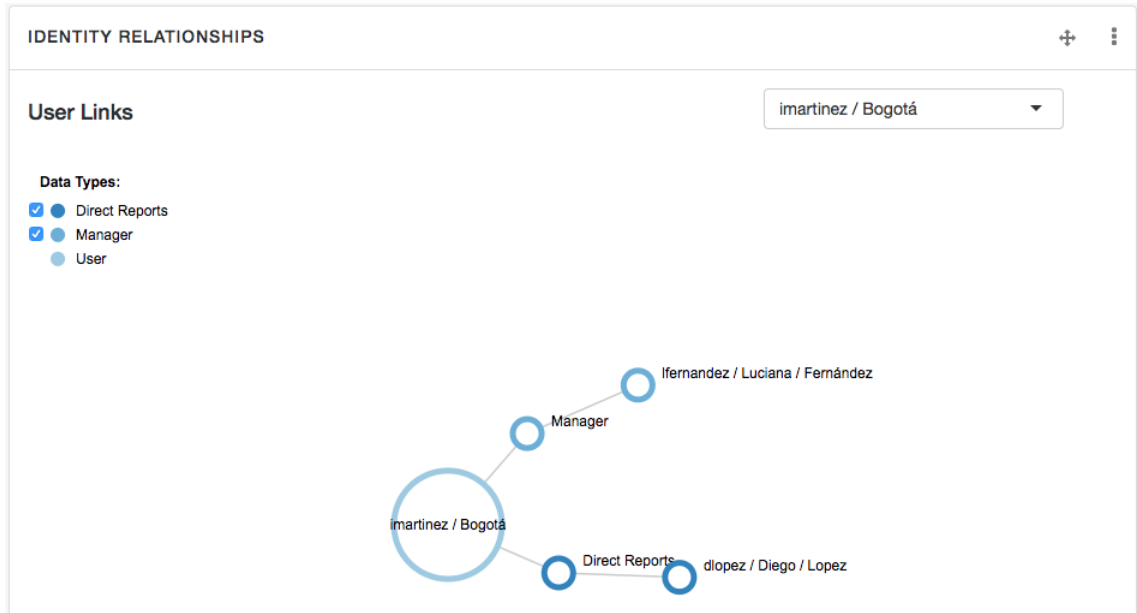 IDENTITY RELATIONSHIPS
User Links
imartinez / Bogotá
Data Types:
Direct Reports
Manager
User
lfernandez / Luciana / Fernández
Manager
imartinez / Bogotá
Direct Reports
dlopez / Diego / Lopez